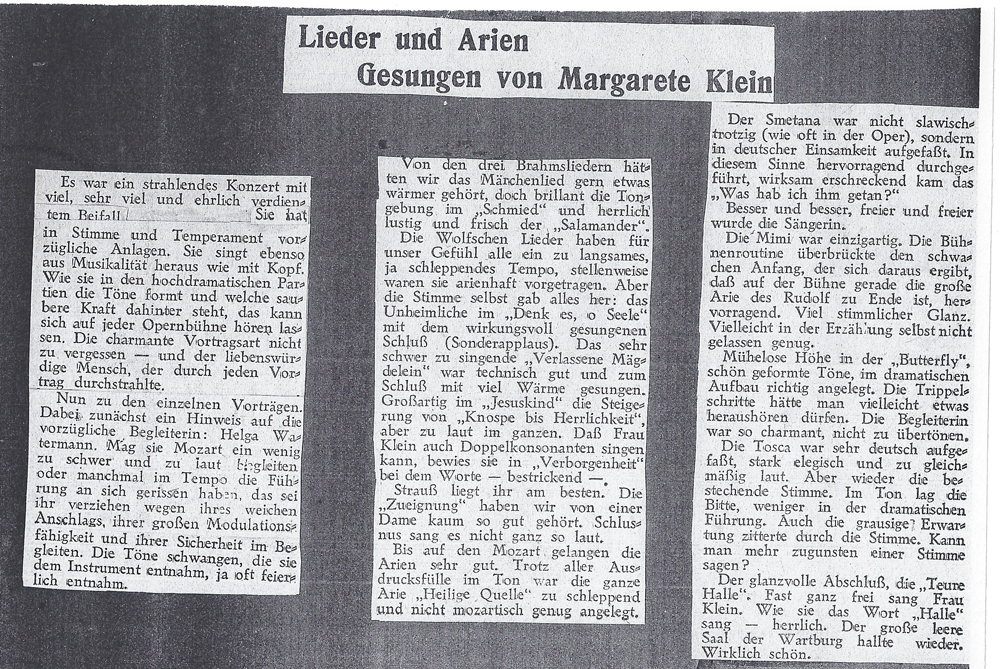 Lieder und Arien
Gesungen von Margarete Klein
Es war ein strahlendes Konzert mit
viel, sehr viel und ehrlich verdien-
tem Beifall Sie hat
in Stimme und Temperament vor-
zügliche Anlagen. Sie singt ebenso
aus Musikalität heraus wie mit Kopf.
Wie sie in den hochdramatischen Par-
tien die Töne formt und welche sau-
bere Kraft dahinter steht, das kann
sich auf jeder Opernbühne hören las-
sen. Die charmante Vortragsart nicht
zu vergessen — und der liebenswür-
dige Mensch, der durch jeden Vor-
trag durchstrahlte.
Nun zu den einzelnen Vorträgen.
Dabei zunächst ein Hinweis auf die
vorzügliche Begleiterin: Helga Wa-
termann. Mag sie Mozart ein wenig
zu schwer und zu laut begleiten
oder manchmal im Tempo die Füh-
rung an sich gerissen haben, das sei
ihr verziehen wegen ihres weichen
Anschlags, ihrer großen Modulations-
fähigkeit und ihrer Sicherheit im Be-
gleiten. Die Töne schwangen, die sie
dem Instrument entnahm, ja oft feier-
lich entnahm.
Von den drei Brahmsliedern hät-
ten wir das Märchenlied gern etwas
wärmer gehört, doch brillant die Ton-
gebung im „Schmied“ und herrlich
lustig und frisch der „Salamander“.
Die Wolfschen Lieder haben für
unser Gefühl alle ein zu langsames,
ja schleppendes Tempo, stellenweise
waren sie arienhaft vorgetragen. Aber
die Stimme selbst gab alles her: das
Unheimliche im „Denk es, o Seele“
mit dem wirkungsvoll gesungenen
Schluß (Sonderapplaus). Das sehr
schwer zu singende „Verlassene Mäg-
delein“ war technisch gut und zum
Schluß mit viel Wärme gesungen.
Großartig im „Jesuskind“ die Steige-
rung von „Knospe bis Herrlichkeit“,
aber zu laut im ganzen. Daß Frau
Klein auch Doppelkonsonanten singen
kann, bewies sie in „Verborgenheit“
bei dem Worte — bestrickend —.
Strauß liegt ihr am besten. Die
„Zueignung“ haben wir von einer
Dame kaum so gut gehört. Schlus-
nus sang es nicht ganz so laut.
Bis auf den Mozart gelangen die
Arien sehr gut. Trotz aller Aus-
drucksfülle im Ton war die ganze
Arie „Heilige Quelle“ zu schleppend
und nicht mozartisch genug angelegt.
Der Smetana war nicht slawisch-
trotzig (wie oft in der Oper), sondern
in deutscher Einsamkeit aufgefaßt. In
diesem Sinne hervorragend durchge-
führt, wirksam erschreckend kam das
„Was hab ich ihm getan?“
Besser und besser, freier und freier
wurde die Sängerin.
Die Mimi war einzigartig. Die Büh-
nenroutine überbrückte den schwa-
chen Anfang, der sich daraus ergibt,
daß auf der Bühne gerade die große
Arie des Rudolf zu Ende ist, her-
vorragend. Viel stimmlicher Glanz.
Vielleicht in der Erzählung selbst nicht
gelassen genug.
Mühelose Höhe in der „Butterfly“,
schön geformte Töne, im dramatischen
Aufbau richtig angelegt. Die Trippel-
schritte hätte man vielleicht etwas
heraushören dürfen. Die Begleiterin
war so charmant, nicht zu übertönen.
Die Tosca war sehr deutsch aufge-
faßt, stark elegisch und zu gleich-
mäßig laut. Aber wieder die be-
stechende Stimme. Im Ton lag die
Bitte, weniger in der dramatischen
Führung. Auch die grausige Erwar-
tung zitterte durch die Stimme. Kann
man mehr zugunsten einer Stimme
sagen?
Der glanzvolle Abschluß, die „Teure
Halle“. Fast ganz frei sang Frau
Klein. Wie sie das Wort „Halle“
sang — herrlich. Der große leere
Saal der Wartburg hallte wieder.
Wirklich schön.